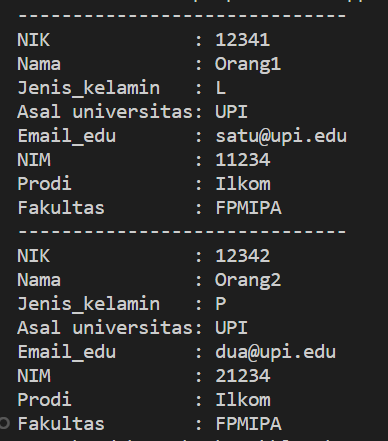 ------------------------------
NIK             : 12341
Nama            : Orang1
Jenis_kelamin   : L
Asal universitas: UPI
Email_edu       : satu@upi.edu
NIM             : 11234
Prodi           : Ilkom
Fakultas        : FPMIPA
------------------------------
NIK             : 12342
Nama            : Orang2
Jenis_kelamin   : P
Asal universitas: UPI
Email_edu       : dua@upi.edu
NIM             : 21234
Prodi           : Ilkom
Fakultas        : FPMIPA